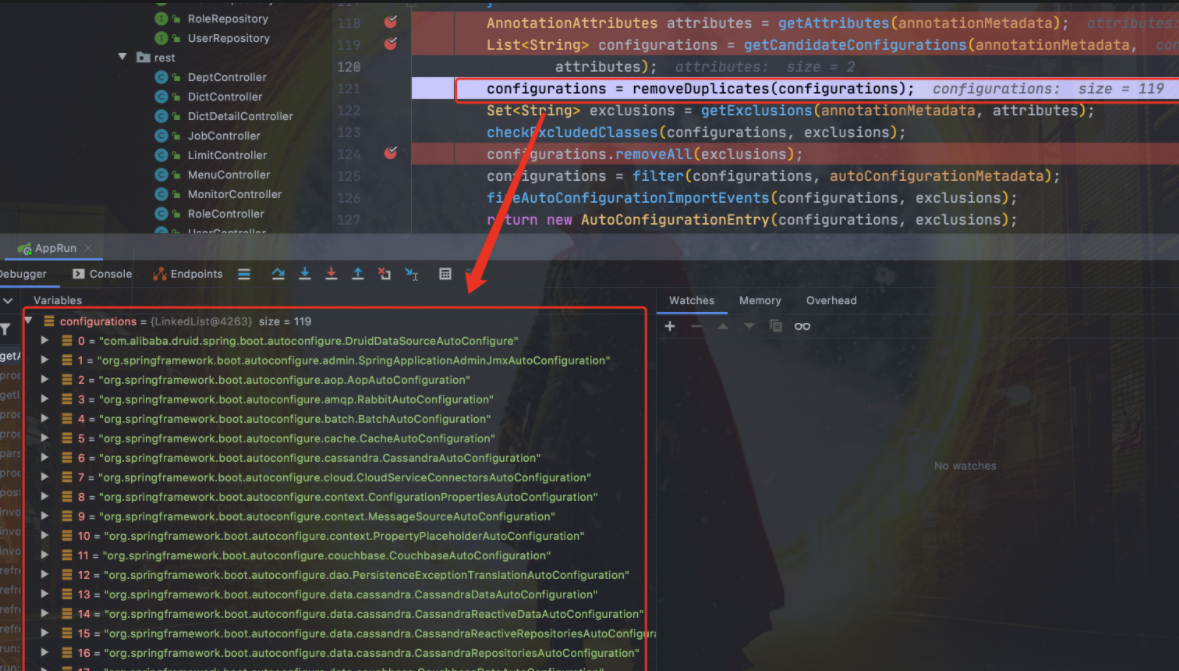 RoleRepository
UserRepository
rest
DeptController
DictController
DictDetailController
JobController
LimitController
MenuController
MonitorController
RoleController
118 AnnotationAttributes attributes = getAttributes(annotationMetadata); attributes:
119 List<String> configurations = getCandidateConfigurations(annotationMetadata,
120 attributes); attributes: size = 2
121 configurations = removeDuplicates(configurations); configurations: size = 119
122 Set<String> exclusions = getExclusions(annotationMetadata, attributes);
123 checkExcludedClasses(configurations, exclusions);
124 configurations.removeAll(exclusions);
125 configurations = filter(configurations, autoConfigurationMetadata);
126 fireAutoConfigurationImportEvents(configurations, exclusions);
127 return new AutoConfigurationEntry(configurations, exclusions);
AppRun
Debugger Console Endpoints
Variables
configurations = {LinkedList@4263} size = 119
0 = "com.alibaba.druid.spring.boot.autoconfigure.DruidDataSourceAutoConfigure"
1 = "org.springframework.boot.autoconfigure.admin.SpringApplicationAdminJmxAutoConfiguration"
2 = "org.springframework.boot.autoconfigure.aop.AopAutoConfiguration"
3 = "org.springframework.boot.autoconfigure.amqp.RabbitAutoConfiguration"
4 = "org.springframework.boot.autoconfigure.batch.BatchAutoConfiguration"
5 = "org.springframework.boot.autoconfigure.cache.CacheAutoConfiguration"
6 = "org.springframework.boot.autoconfigure.cassandra.CassandraAutoConfiguration"
7 = "org.springframework.boot.autoconfigure.cloud.CloudServiceConnectorsAutoConfiguration"
8 = "org.springframework.boot.autoconfigure.context.ConfigurationPropertiesAutoConfiguration"
9 = "org.springframework.boot.autoconfigure.context.MessageSourceAutoConfiguration"
10 = "org.springframework.boot.autoconfigure.context.PropertyPlaceholderAutoConfiguration"
11 = "org.springframework.boot.autoconfigure.couchbase.CouchbaseAutoConfiguration"
12 = "org.springframework.boot.autoconfigure.dao.PersistenceExceptionTranslationAutoConfiguration"
13 = "org.springframework.boot.autoconfigure.data.cassandra.CassandraDataAutoConfiguration"
14 = "org.springframework.boot.autoconfigure.data.cassandra.CassandraReactiveDataAutoConfiguration"
15 = "org.springframework.boot.autoconfigure.data.cassandra.CassandraReactiveRepositoriesAutoConfigura
16 = "org.springframework.boot.autoconfigure.data.cassandra.CassandraRepositoriesAutoConfiguration"
Watches Memory Overhead
No watches